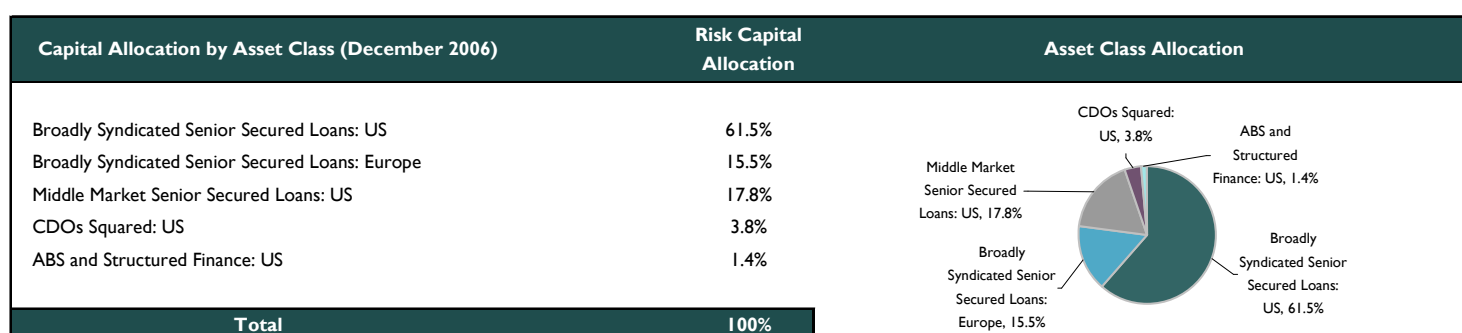 Capital Allocation by Asset Class (December 2006)
Risk Capital
Allocation
Asset Class Allocation
Broadly Syndicated Senior Secured Loans: US 61.5%
Broadly Syndicated Senior Secured Loans: Europe 15.5%
Middle Market Senior Secured Loans: US 17.8%
CDOs Squared: US 3.8%
ABS and Structured Finance: US 1.4%
Total 100%
CDOs Squared:
US, 3.8%
ABS and
Structured
Finance: US, 1.4%
Middle Market
Senior Secured
Loans: US, 17.8%
Broadly
Syndicated Senior
Secured Loans:
Europe, 15.5%
Broadly
Syndicated Senior
Secured Loans:
US, 61.5%